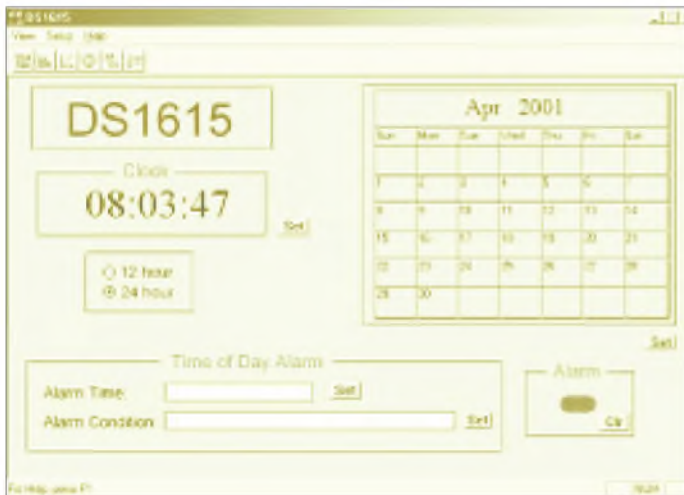 DS1615
View Setup Help
DS1615
Clock
08:03:47
Set
12 hour
24 hour
Apr 2001
Sun Mon Tue Wed Thu Fri Sat
1 2 3 4 5 6 7
8 9 10 11 12 13 14
15 16 17 18 19 20 21
22 23 24 25 26 27 28
29 30
Set
Time of Day Alarm
Alarm Time: Set
Alarm Condition: Set
Alarm
Clr
For Help, press F1
NUM